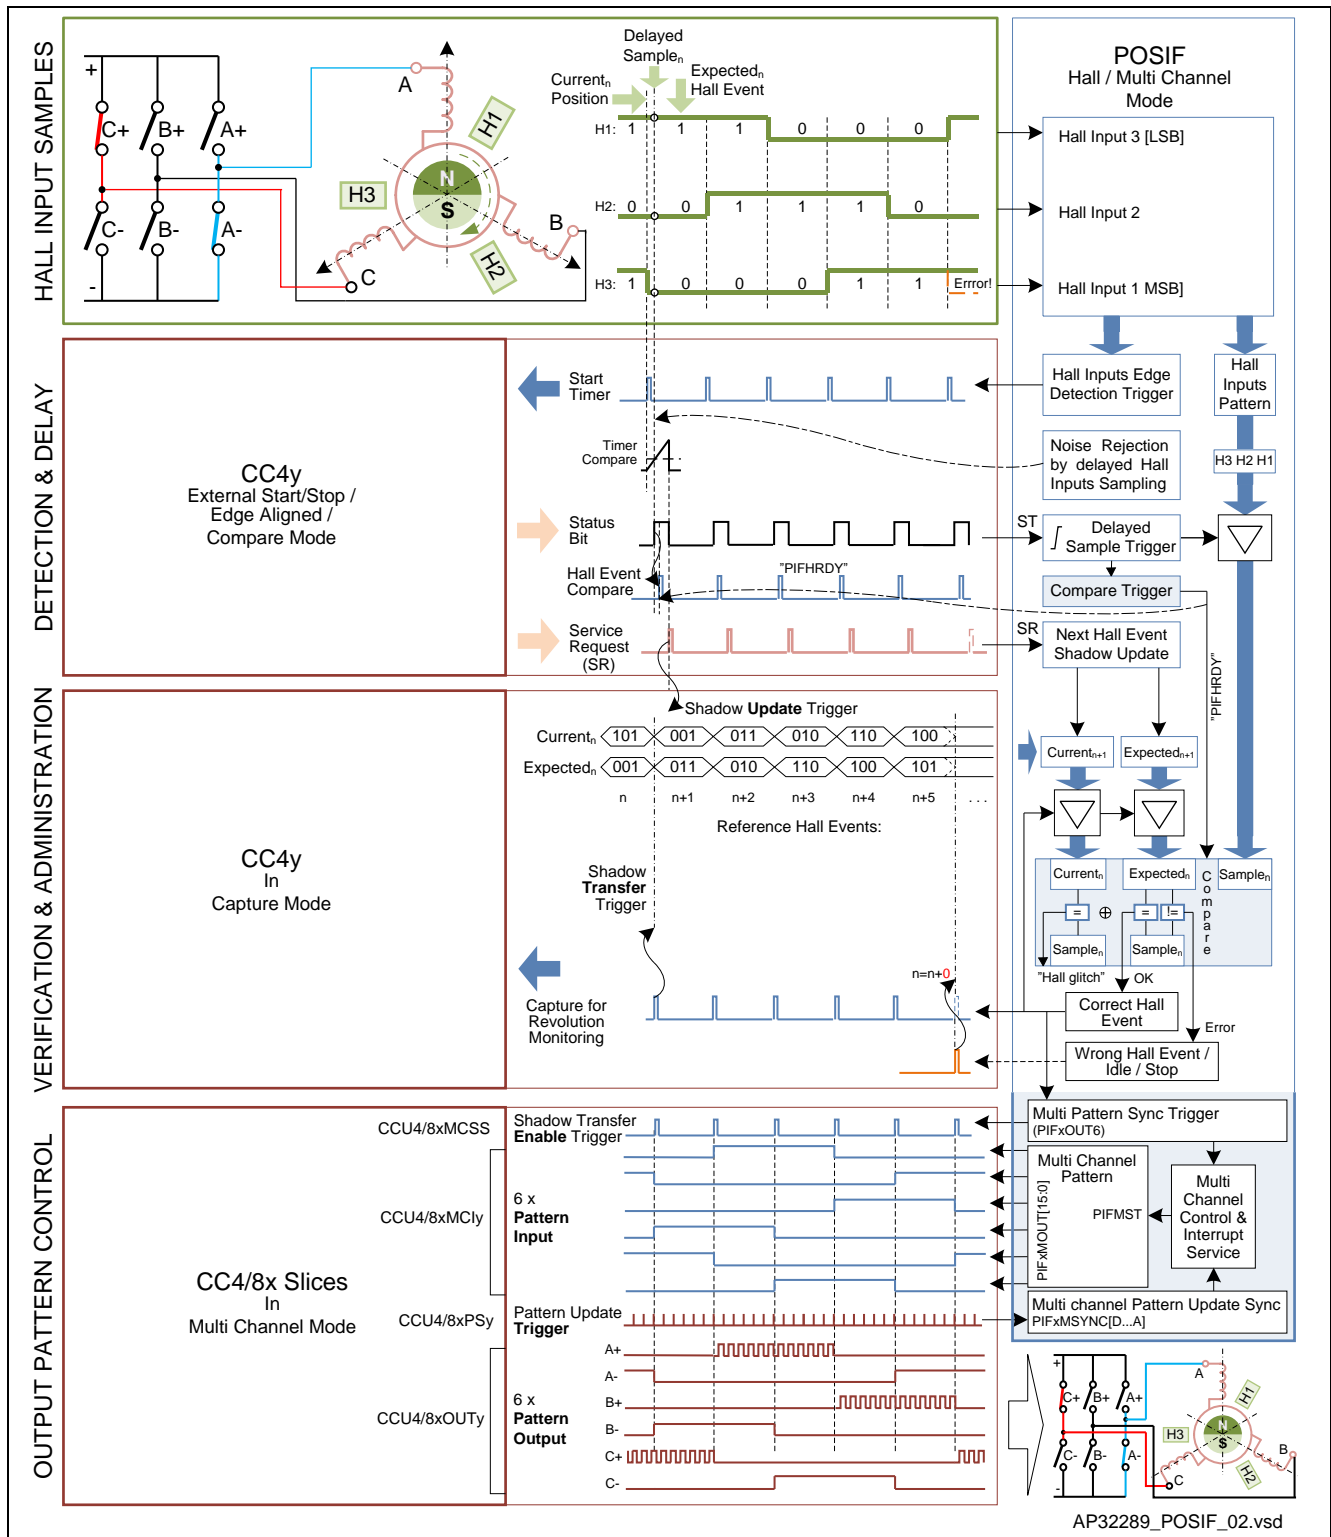 HALL INPUT SAMPLES
+
C+
B+
A+
C-
B-
A-
-
A
B
C
H1
H2
H3
N
S
Delayed
Samplen
Currentn
Position
Expectedn
Hall Event
H1: 1 1 1 0 0 0
H2: 0 0 1 1 1 0
H3: 1 0 0 0 1 1 Errror!
POSIF
Hall / Multi Channel
Mode
Hall Input 3 [LSB]
Hall Input 2
Hall Input 1 MSB]
DETECTION & DELAY
CC4y
External Start/Stop /
Edge Aligned /
Compare Mode
Start
Timer
Timer
Compare
Status
Bit
Hall Event
Compare
"PIFHRDY"
Service
Request
(SR)
Hall Inputs Edge
Detection Trigger
Hall
Inputs
Pattern
Noise Rejection
by delayed Hall
Inputs Sampling
H3 H2 H1
ST
Delayed
Sample Trigger
Compare Trigger
SR
Next Hall Event
Shadow Update
"PIFHRDY"
VERIFICATION & ADMINISTRATION
CC4y
In
Capture Mode
Shadow Update Trigger
Currentn 101 001 011 010 110 100
Expectedn 001 011 010 110 100 101
n n+1 n+2 n+3 n+4 n+5 . . .
Reference Hall Events:
Shadow
Transfer
Trigger
n=n+0
Capture for
Revolution
Monitoring
Currentn+1
Expectedn+1
Currentn
Expectedn
Samplen
Compare
= ⊕ = !=
Samplen
Samplen
"Hall glitch"
OK
Correct Hall
Event
Error
Wrong Hall Event /
Idle / Stop
OUTPUT PATTERN CONTROL
CC4/8x Slices
In
Multi Channel Mode
CCU4/8xMCSS
Shadow Transfer
Enable Trigger
CCU4/8xMCIy
6 x
Pattern
Input
CCU4/8xPSy
Pattern Update
Trigger
CCU4/8xOUTy
6 x
Pattern
Output
A+
A-
B+
B-
C+
C-
Multi Pattern Sync Trigger
(PIFxOUT6)
Multi Channel
Pattern
PIFxMOUT[15:0]
PIFMST
Multi
Channel
Control &
Interrupt
Service
Multi channel Pattern Update Sync
PIFxMSYNC[D...A]
+
C+
B+
A+
C-
B-
A-
-
A
B
C
H1
H2
H3
N
S
AP32289_POSIF_02.vsd